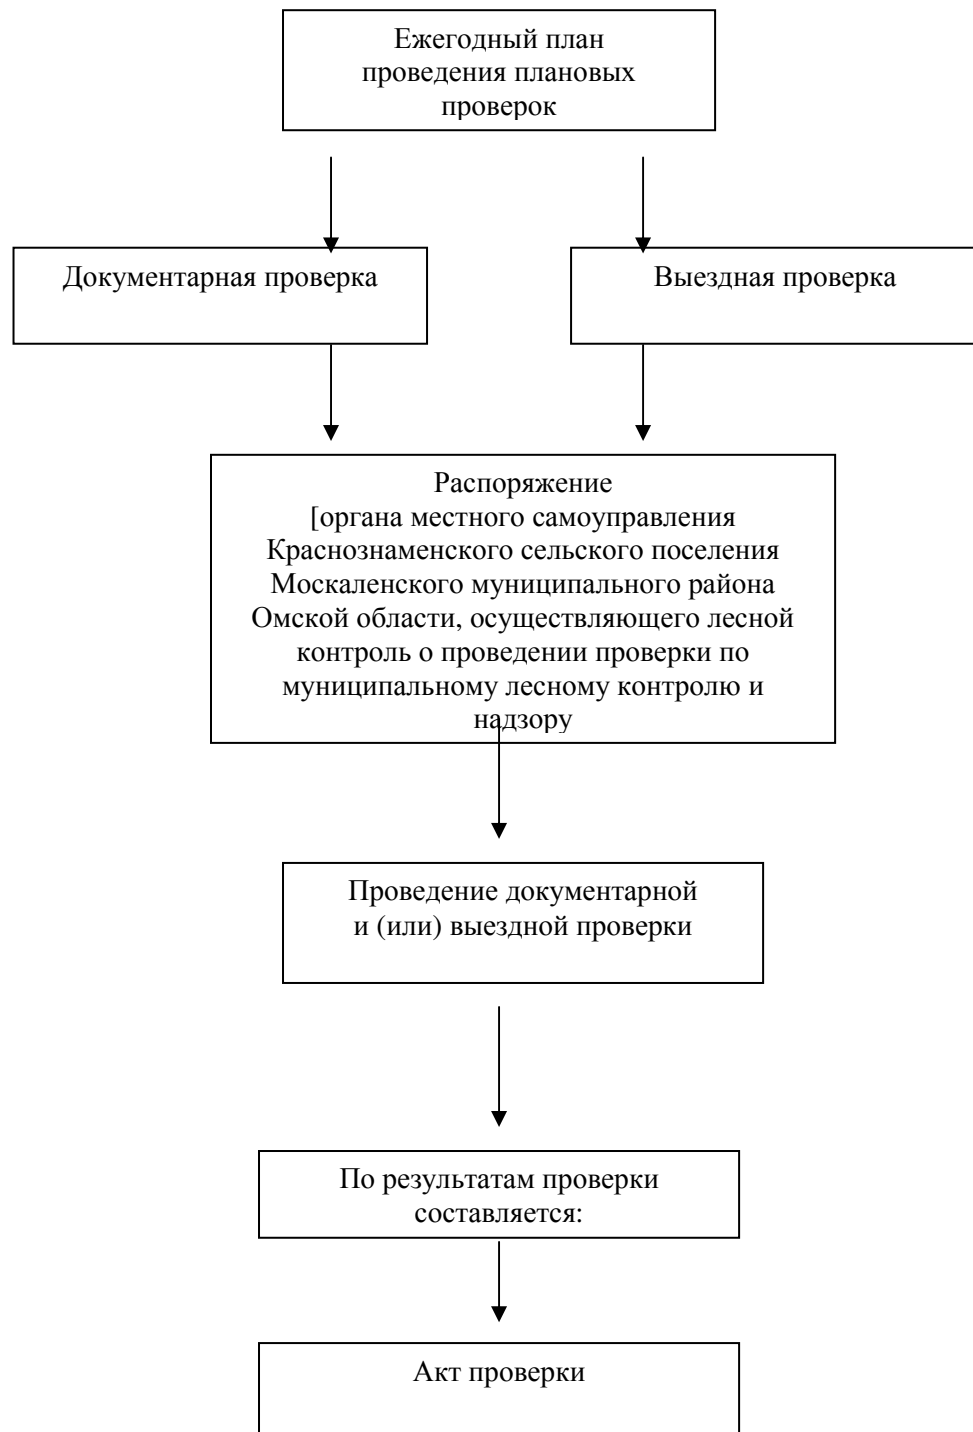 Ежегодный план
проведения плановых
проверок
Документарная проверка
Выездная проверка
Распоряжение
[органа местного самоуправления
Краснознаменского сельского поселения
Москаленского муниципального района
Омской области, осуществляющего лесной
контроль о проведении проверки по
муниципальному лесному контролю и
надзору
Проведение документарной
и (или) выездной проверки
По результатам проверки
составляется:
Акт проверки